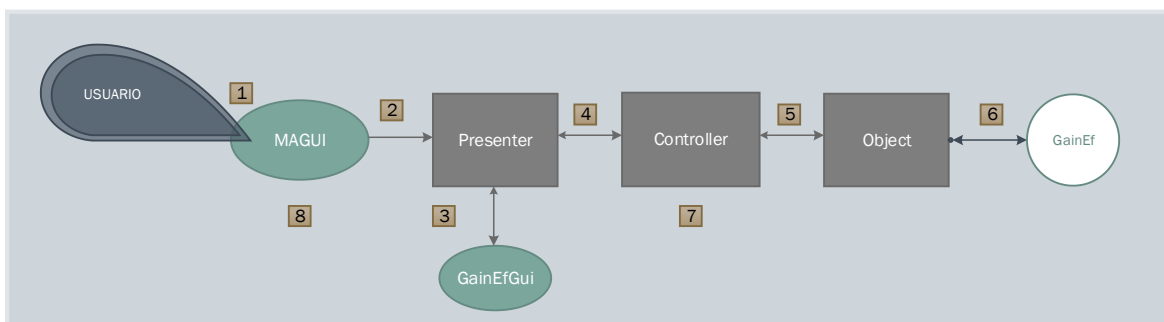 USUARIO
1
MAGUI
2
Presenter
4
Controller
5
Object
6
GainEf
8
3
7
GainEfGui